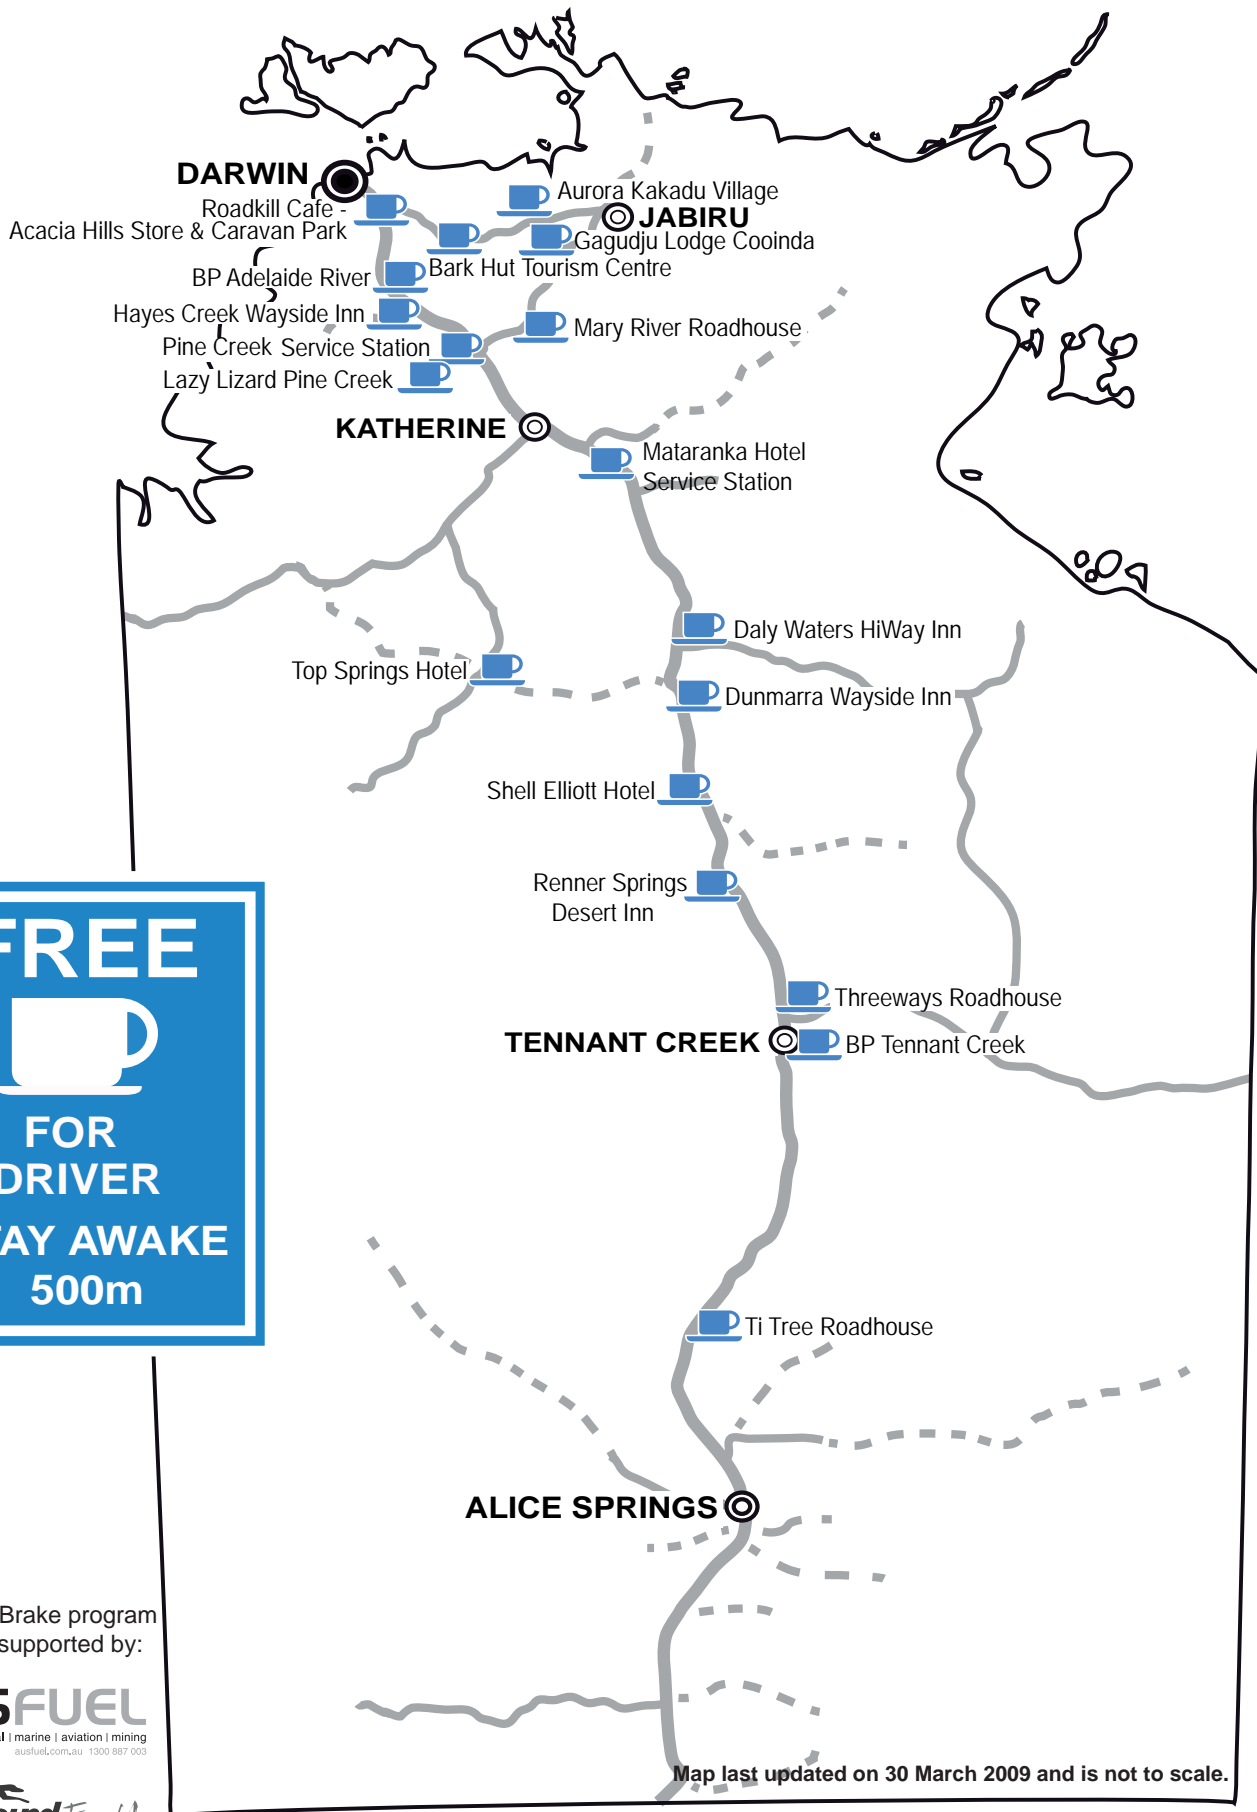 DARWIN
Roadkill Cafe -
Acacia Hills Store & Caravan Park
Aurora Kakadu Village
JABIRU
Gagudju Lodge Cooinda
Bark Hut Tourism Centre
BP Adelaide River
Hayes Creek Wayside Inn
Mary River Roadhouse
Pine Creek Service Station
Lazy Lizard Pine Creek
KATHERINE
Mataranka Hotel
Service Station
Daly Waters HiWay Inn
Top Springs Hotel
Dunmarra Wayside Inn
Shell Elliott Hotel
Renner Springs
Desert Inn
Threeways Roadhouse
TENNANT CREEK
BP Tennant Creek
FREE
FOR
DRIVER
TAY AWAKE
500m
Ti Tree Roadhouse
ALICE SPRINGS
Brake program
supported by:
SFUEL
al | marine | aviation | mining
ausfuel.com.au 1300 887 003
Map last updated on 30 March 2009 and is not to scale.